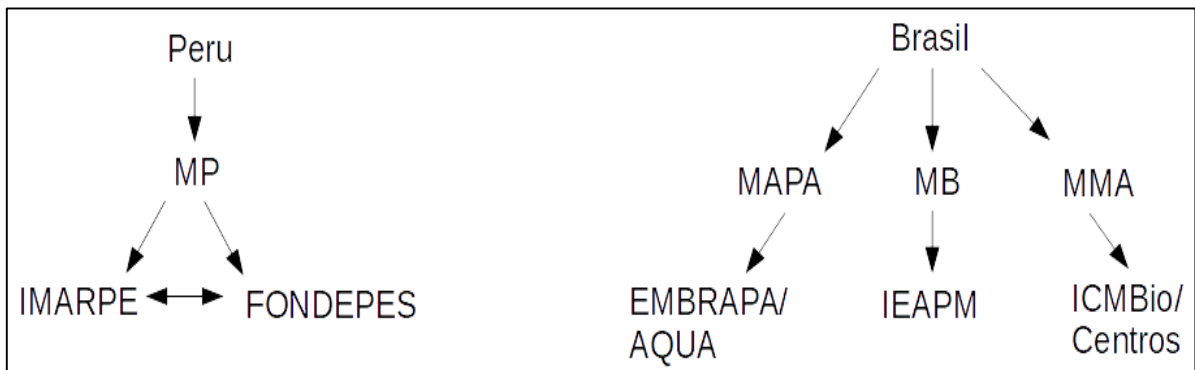 Peru
Brasil
MP
MAPA
MB
MMA
IMARPE
FONDEPES
EMBRAPA/
AQUA
IEAPM
ICMBio/
Centros